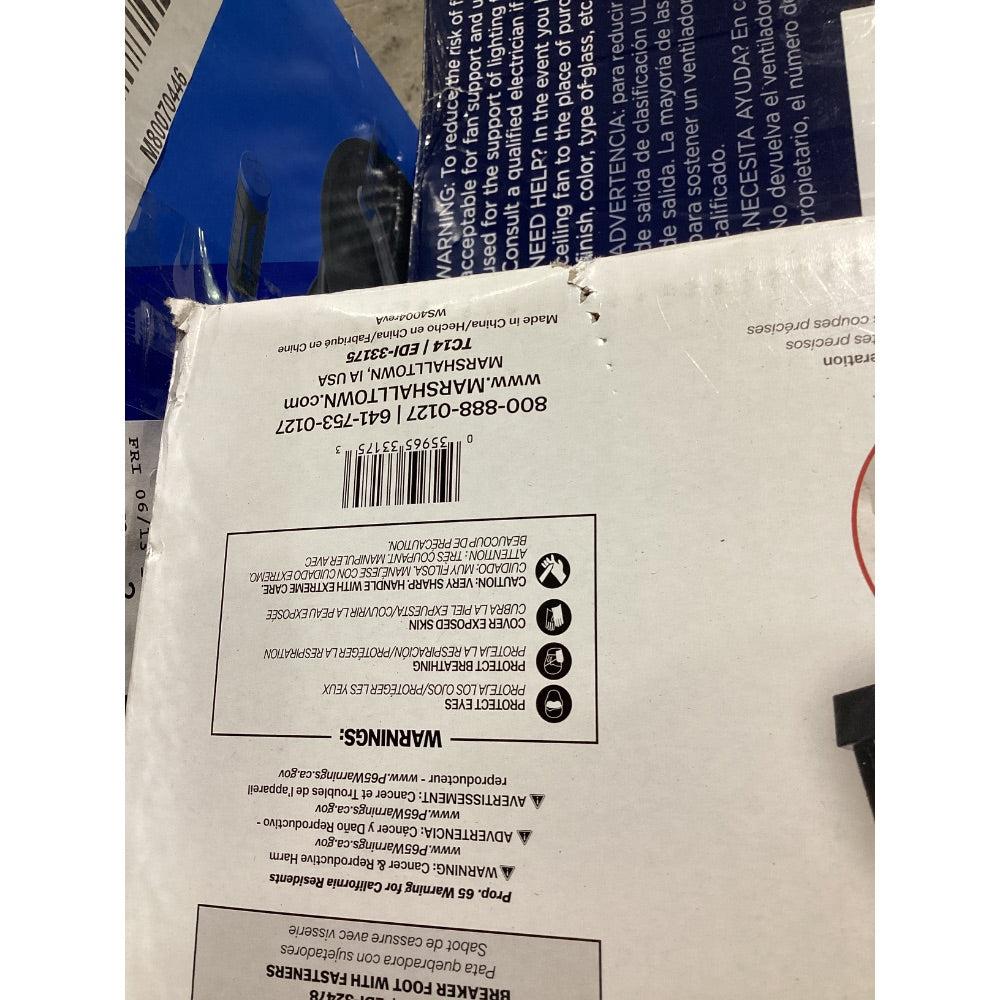 M80070446
WARNING: To reduce the risk of
acceptable for fan support and
used for the support of lighting
Consult a qualified electrician if
NEED HELP? In the event you
ceiling fan to the place of
finish, color, type of glass, etc.
ADVERTENCIA: para reducir
de salida de clasificación UL
de salida. La mayoría de las
para sostener un ventilador
calificado.
¿NECESITA AYUDA? En
No devuelva el ventilador
propietario, el número de
FRI 06/13
BREAKER FOOT WITH FASTENERS
Pata quebradora con sujetadores
Sabot de cassure avec visserie
Prop. 65 Warning for California Residents
⚠ WARNING: Cancer & Reproductive Harm
www.P65Warnings.ca.gov
⚠ ADVERTENCIA: Cáncer y Daño Reproductivo -
www.P65Warnings.ca.gov
⚠ AVERTISSEMENT: Cancer et Troubles de l'appareil
reproducteur - www.P65Warnings.ca.gov
WARNINGS:
PROTECT EYES
PROTEJA LOS OJOS/PROTÉGER LES YEUX
PROTECT BREATHING
PROTEJA LA RESPIRACIÓN/PROTÉGER LA RESPIRATION
COVER EXPOSED SKIN
CUBRA LA PIEL EXPUESTA/COUVRIR LA PEAU EXPOSÉE
CAUTION: VERY SHARP. HANDLE WITH EXTREME CARE.
CUIDADO: MUY FILOSA. MANÉJESE CON CUIDADO EXTREMO.
ATTENTION : TRÈS COUPANT. MANIPULER AVEC
BEAUCOUP DE PRÉCAUTION.
0 35965 33175 3
800-888-0127 | 641-753-0127
www.MARSHALLTOWN.com
MARSHALLTOWN, IA USA
TC14 | EDI-33175
Made in China/Hecho en China/Fabriqué en Chine
WS4004revA
precisos
coupes précises